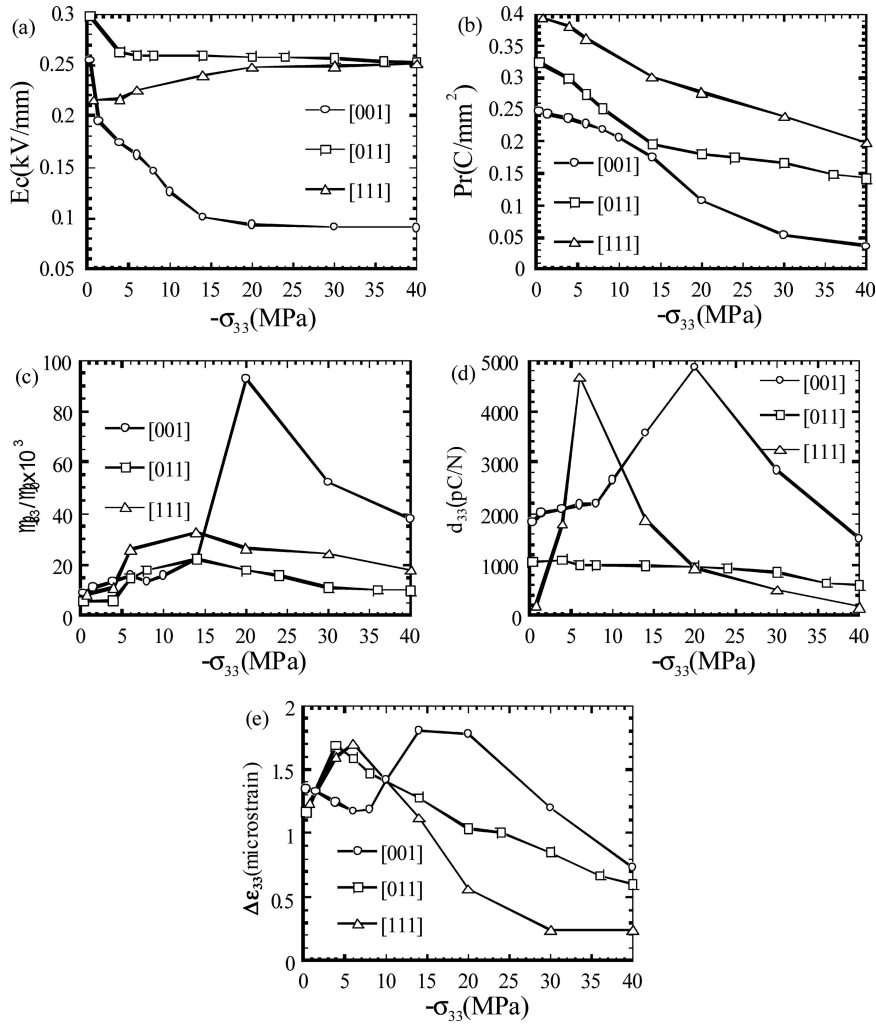 (a)
Ec(kV/mm)
0.3
0.25
0.2
0.15
0.1
0.05
[001]
[011]
[111]
0 5 10 15 20 25 30 35 40
-σ33(MPa)
(b)
Pr(C/mm²)
0.4
0.35
0.3
0.25
0.2
0.15
0.1
0.05
0
[001]
[011]
[111]
0 5 10 15 20 25 30 35 40
-σ33(MPa)
(c)
x10³
100
80
60
40
20
0
[001]
[011]
[111]
0 5 10 15 20 25 30 35 40
-σ33(MPa)
(d)
d33(pC/N)
5000
4000
3000
2000
1000
0
[001]
[011]
[111]
0 5 10 15 20 25 30 35 40
-σ33(MPa)
(e)
Δε33(microstrain)
2
1.5
1
0.5
0
[001]
[011]
[111]
0 5 10 15 20 25 30 35 40
-σ33(MPa)